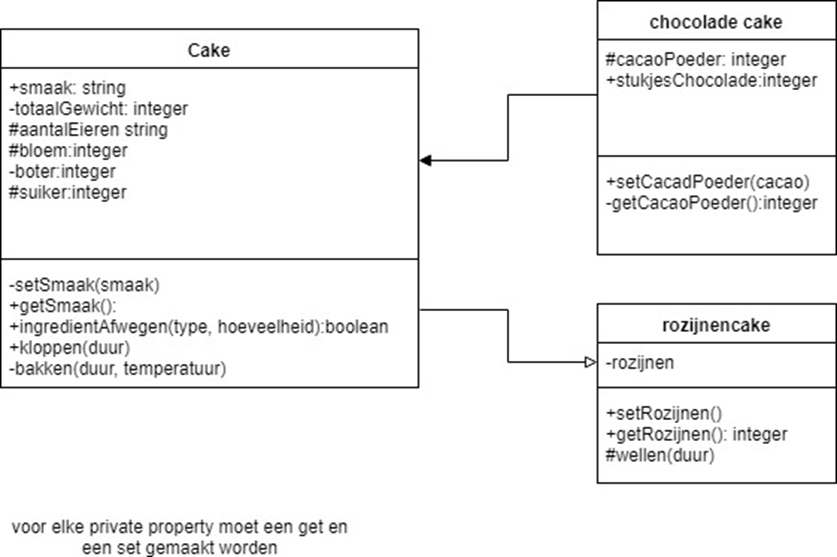 Cake
+smaak: string
-totaalGewicht: integer
#aantalEieren string
#bloem:integer
-boter:integer
#suiker:integer
-setSmaak(smaak)
+getSmaak():
+ingredientAfwegen(type, hoeveelheid):boolean
+kloppen(duur)
-bakken(duur, temperatuur)
chocolade cake
#cacaoPoeder: integer
+stukjesChocolade:integer
+setCacadPoeder(cacao)
-getCacaoPoeder():integer
rozijnencake
-rozijnen
+setRozijnen()
+getRozijnen(): integer
#wellen(duur)
voor elke private property moet een get en
een set gemaakt worden